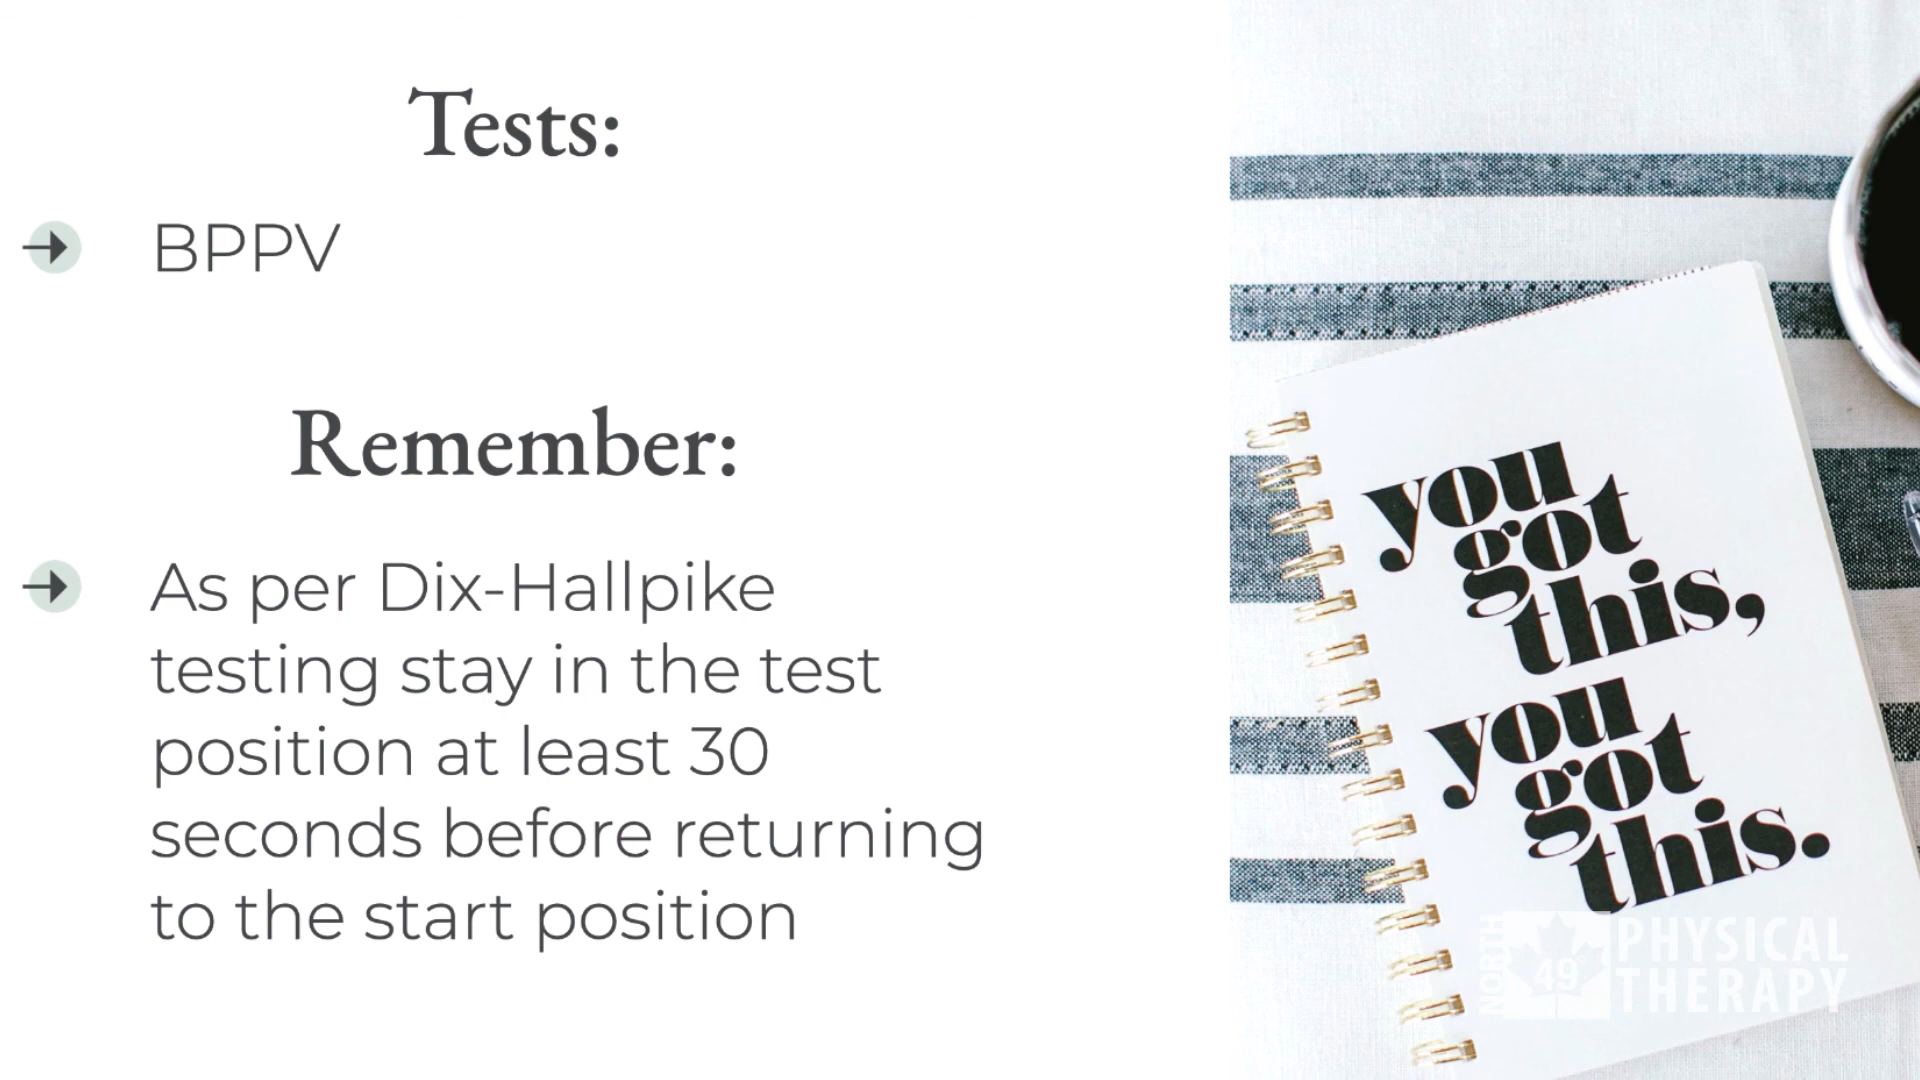 Tests:
BPPV
Remember:
As per Dix-Hallpike
testing stay in the test
position at least 30
seconds before returning
to the start position
you
got
this,
you
got
this.
NORTH
49
PHYSICAL
THERAPY